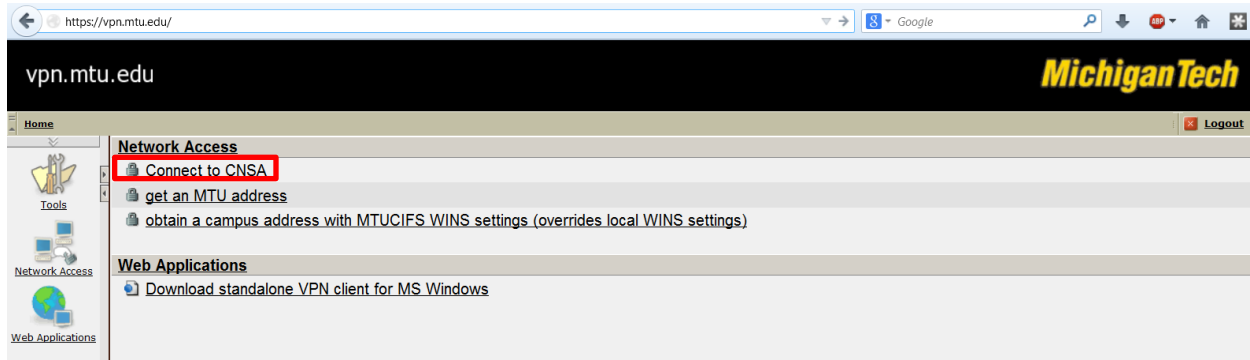 https://vpn.mtu.edu/
8 Google
ABP
vpn.mtu.edu
MichiganTech
Home
Logout
Network Access
Connect to CNSA
get an MTU address
obtain a campus address with MTUCIFS WINS settings (overrides local WINS settings)
Tools
Network Access
Web Applications
Download standalone VPN client for MS Windows
Web Applications